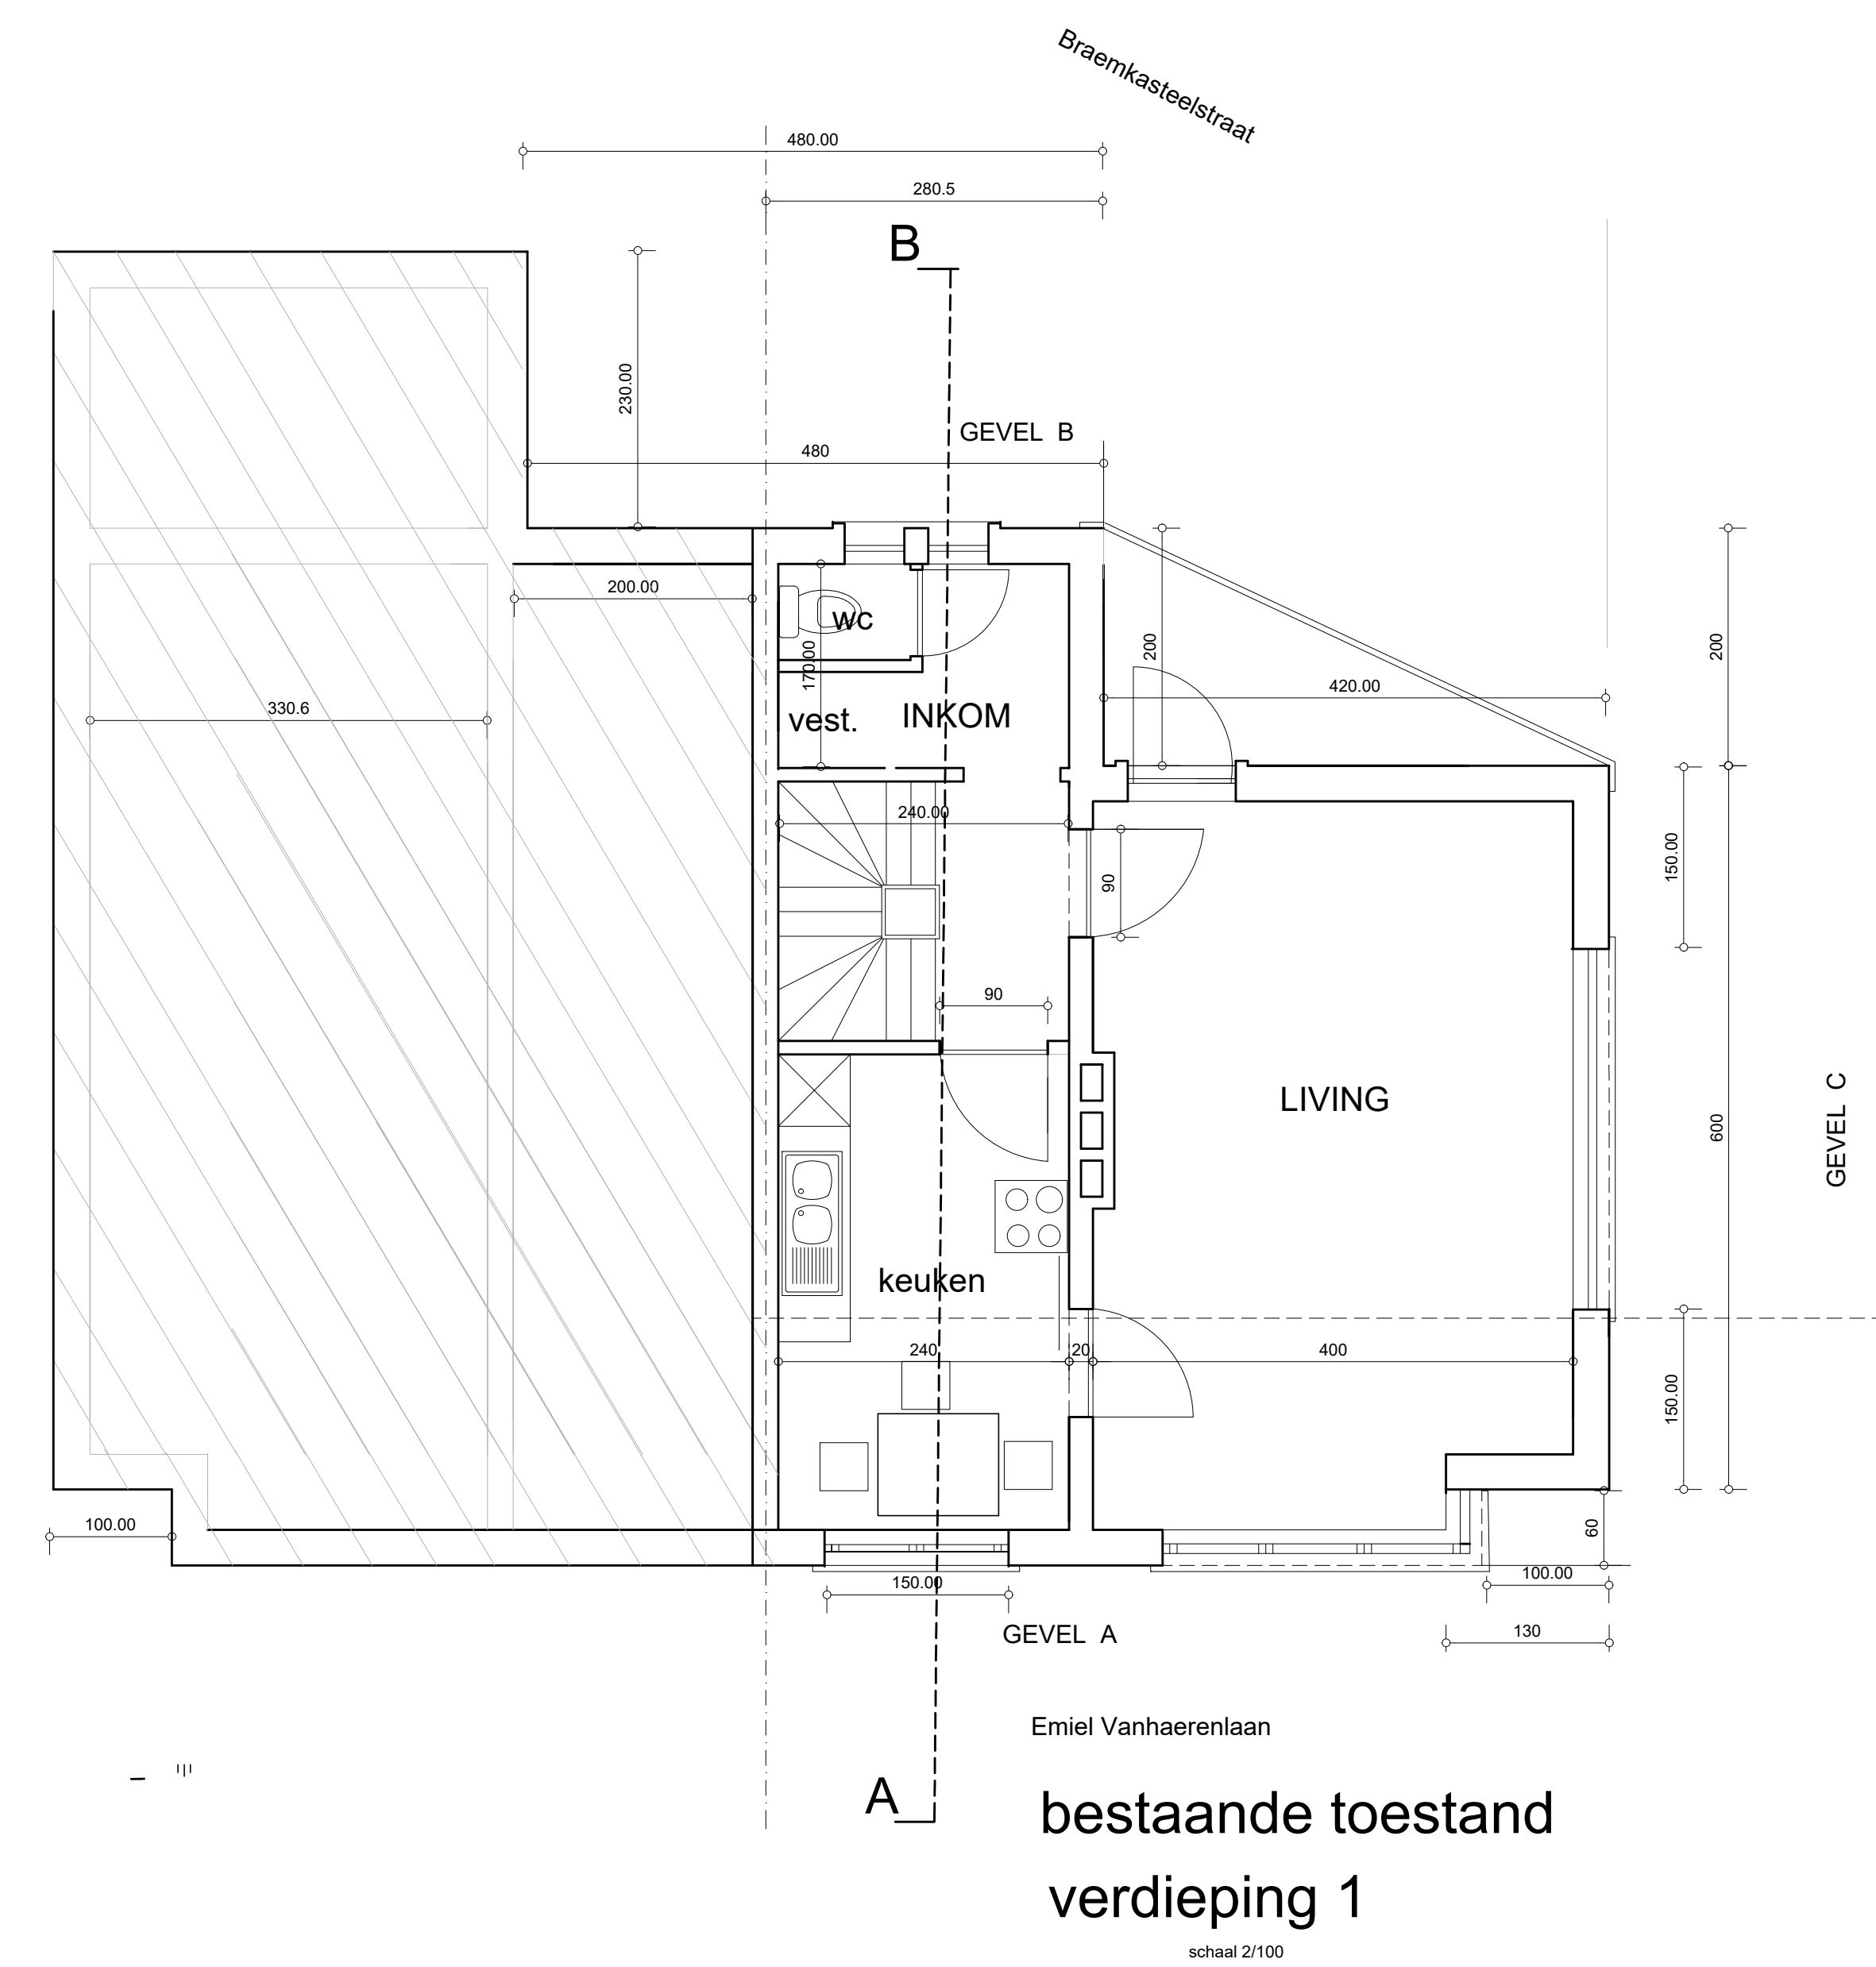 Braemkasteelstraat
480.00
280.5
B
230.00
GEVEL B
480
200.00
wc
170.00
200
200
420.00
330.6
vest.
INKOM
240.00
150.00
90
90
LIVING
GEVEL C
600
keuken
240
20
400
150.00
100.00
60
150.00
100.00
GEVEL A
130
Emiel Vanhaerenlaan
A
bestaande toestand
verdieping 1
schaal 2/100